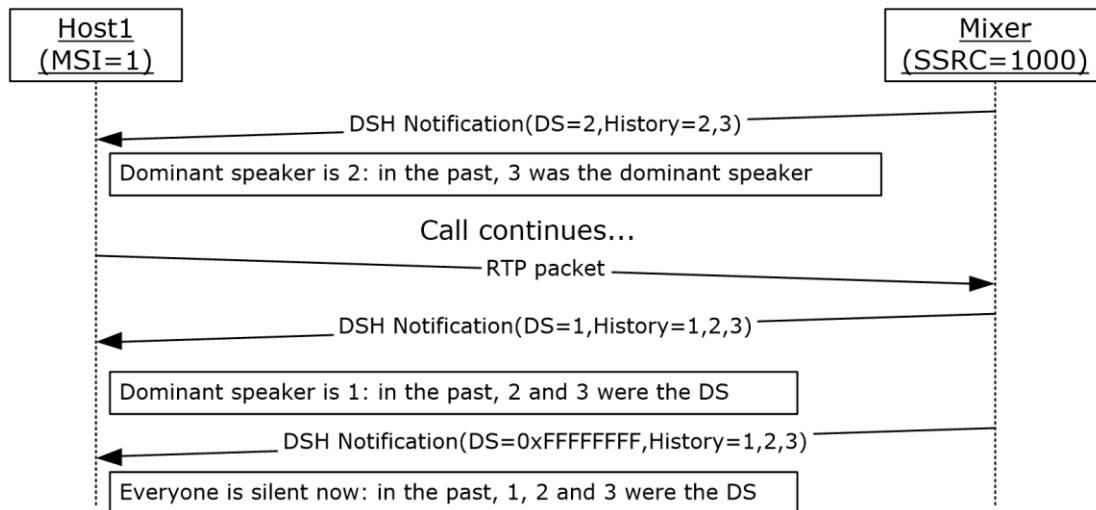 Host1
(MSI=1)
Mixer
(SSRC=1000)
DSH Notification(DS=2,History=2,3)
Dominant speaker is 2: in the past, 3 was the dominant speaker
Call continues...
RTP packet
DSH Notification(DS=1,History=1,2,3)
Dominant speaker is 1: in the past, 2 and 3 were the DS
DSH Notification(DS=0xFFFFFFFF,History=1,2,3)
Everyone is silent now: in the past, 1, 2 and 3 were the DS